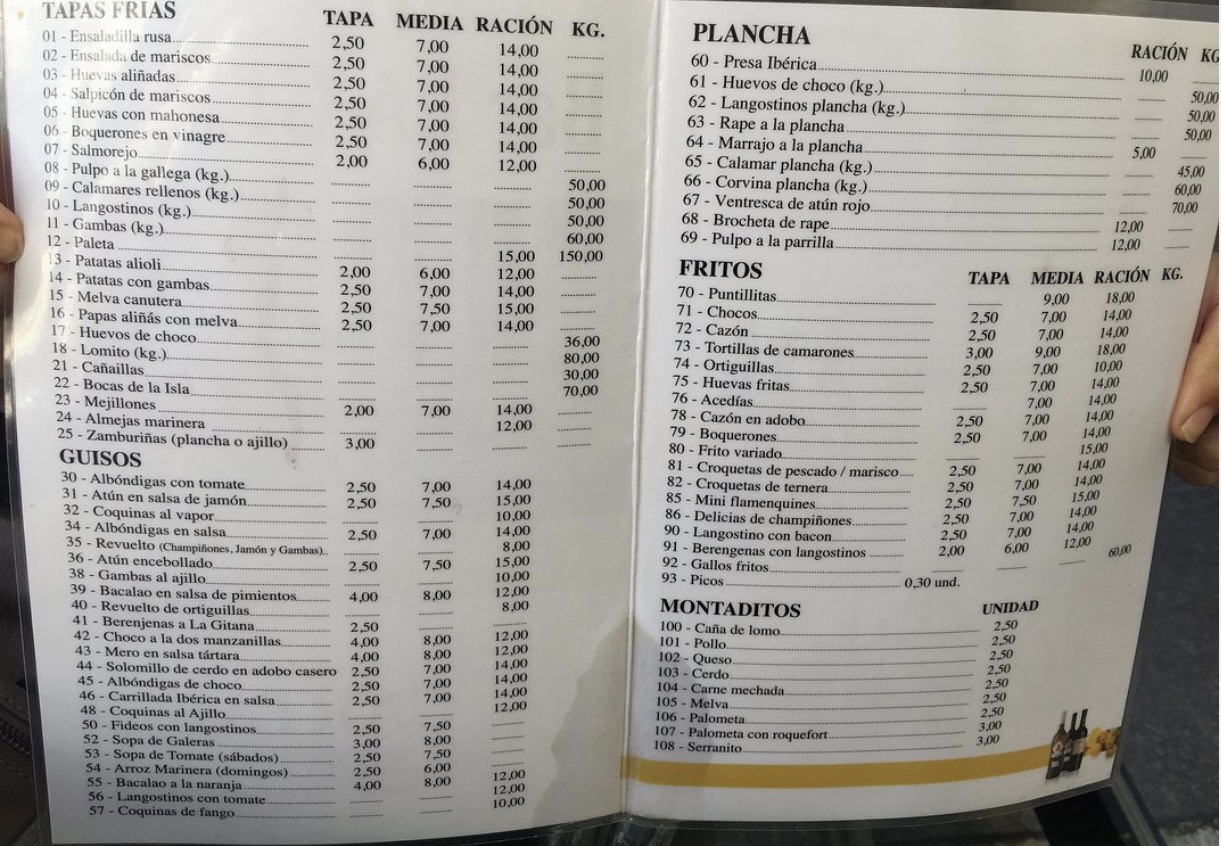 TAPAS FRIAS TAPA MEDIA RACIÓN KG.
01 - Ensaladilla rusa 2,50 7,00 14,00
02 - Ensalada de mariscos 2,50 7,00 14,00
03 - Huevas aliñadas 2,50 7,00 14,00
04 - Salpicón de mariscos 2,50 7,00 14,00
05 - Huevas con mahonesa 2,50 7,00 14,00
06 - Boquerones en vinagre 2,50 7,00 14,00
07 - Salmorejo 2,00 6,00 12,00
08 - Pulpo a la gallega (kg.) 50,00
09 - Calamares rellenos (kg.) 50,00
10 - Langostinos (kg.) 50,00
11 - Gambas (kg.) 60,00
12 - Paleta 15,00 150,00
13 - Patatas alioli 2,00 6,00 12,00
14 - Patatas con gambas 2,50 7,00 14,00
15 - Melva canutera 2,50 7,50 15,00
16 - Papas aliñás con melva 2,50 7,00 14,00
17 - Huevos de choco 36,00
18 - Lomito (kg.) 80,00
21 - Cañaillas 30,00
22 - Bocas de la Isla 70,00
23 - Mejillones 2,00 7,00 14,00
24 - Almejas marinera 12,00
25 - Zamburiñas (plancha o ajillo) 3,00
GUISOS
30 - Albóndigas con tomate 2,50 7,00 14,00
31 - Atún en salsa de jamón 2,50 7,50 15,00
32 - Coquinas al vapor 10,00
34 - Albóndigas en salsa 2,50 7,00 14,00
35 - Revuelto (Champiñones, Jamón y Gambas) 8,00
36 - Atún encebollado 2,50 7,50 15,00
38 - Gambas al ajillo 10,00
39 - Bacalao en salsa de pimientos 4,00 8,00 12,00
40 - Revuelto de ortiguillas 8,00
41 - Berenjenas a La Gitana 2,50
42 - Choco a la dos manzanillas 4,00 8,00 12,00
43 - Mero en salsa tártara 4,00 8,00 12,00
44 - Solomillo de cerdo en adobo casero 2,50 7,00 14,00
45 - Albóndigas de choco 2,50 7,00 14,00
46 - Carrillada Ibérica en salsa 2,50 7,00 14,00
48 - Coquinas al Ajillo 12,00
50 - Fideos con langostinos 2,50 7,50
52 - Sopa de Galeras 3,00 8,00
53 - Sopa de Tomate (sábados) 2,50 7,50
54 - Arroz Marinera (domingos) 2,50 6,00
55 - Bacalao a la naranja 4,00 8,00 12,00
56 - Langostinos con tomate 12,00
57 - Coquinas de fango 10,00
PLANCHA RACIÓN KG
60 - Presa Ibérica 10,00
61 - Huevos de choco (kg.) 50,00
62 - Langostinos plancha (kg.) 50,00
63 - Rape a la plancha 50,00
64 - Marrajo a la plancha 5,00
65 - Calamar plancha (kg.) 45,00
66 - Corvina plancha (kg.) 60,00
67 - Ventresca de atún rojo 70,00
68 - Brocheta de rape 12,00
69 - Pulpo a la parrilla 12,00
FRITOS TAPA MEDIA RACIÓN KG.
70 - Puntillitas 9,00 18,00
71 - Chocos 2,50 7,00 14,00
72 - Cazón 2,50 7,00 14,00
73 - Tortillas de camarones 3,00 9,00 18,00
74 - Ortiguillas 2,50 7,00 10,00
75 - Huevas fritas 2,50 7,00 14,00
76 - Acedías 7,00 14,00
78 - Cazón en adobo 2,50 7,00 14,00
79 - Boquerones 2,50 7,00 14,00
80 - Frito variado 15,00
81 - Croquetas de pescado / marisco 2,50 7,00 14,00
82 - Croquetas de ternera 2,50 7,00 14,00
85 - Mini flamenquines 2,50 7,50 15,00
86 - Delicias de champiñones 2,50 7,00 14,00
90 - Langostino con bacon 2,50 7,00 14,00
91 - Berengenas con langostinos 2,00 6,00 12,00
92 - Gallos fritos 60,00
93 - Picos 0,30 und.
MONTADITOS UNIDAD
100 - Caña de lomo 2,50
101 - Pollo 2,50
102 - Queso 2,50
103 - Cerdo 2,50
104 - Carne mechada 2,50
105 - Melva 2,50
106 - Palometa 2,50
107 - Palometa con roquefort 3,00
108 - Serranito 3,00